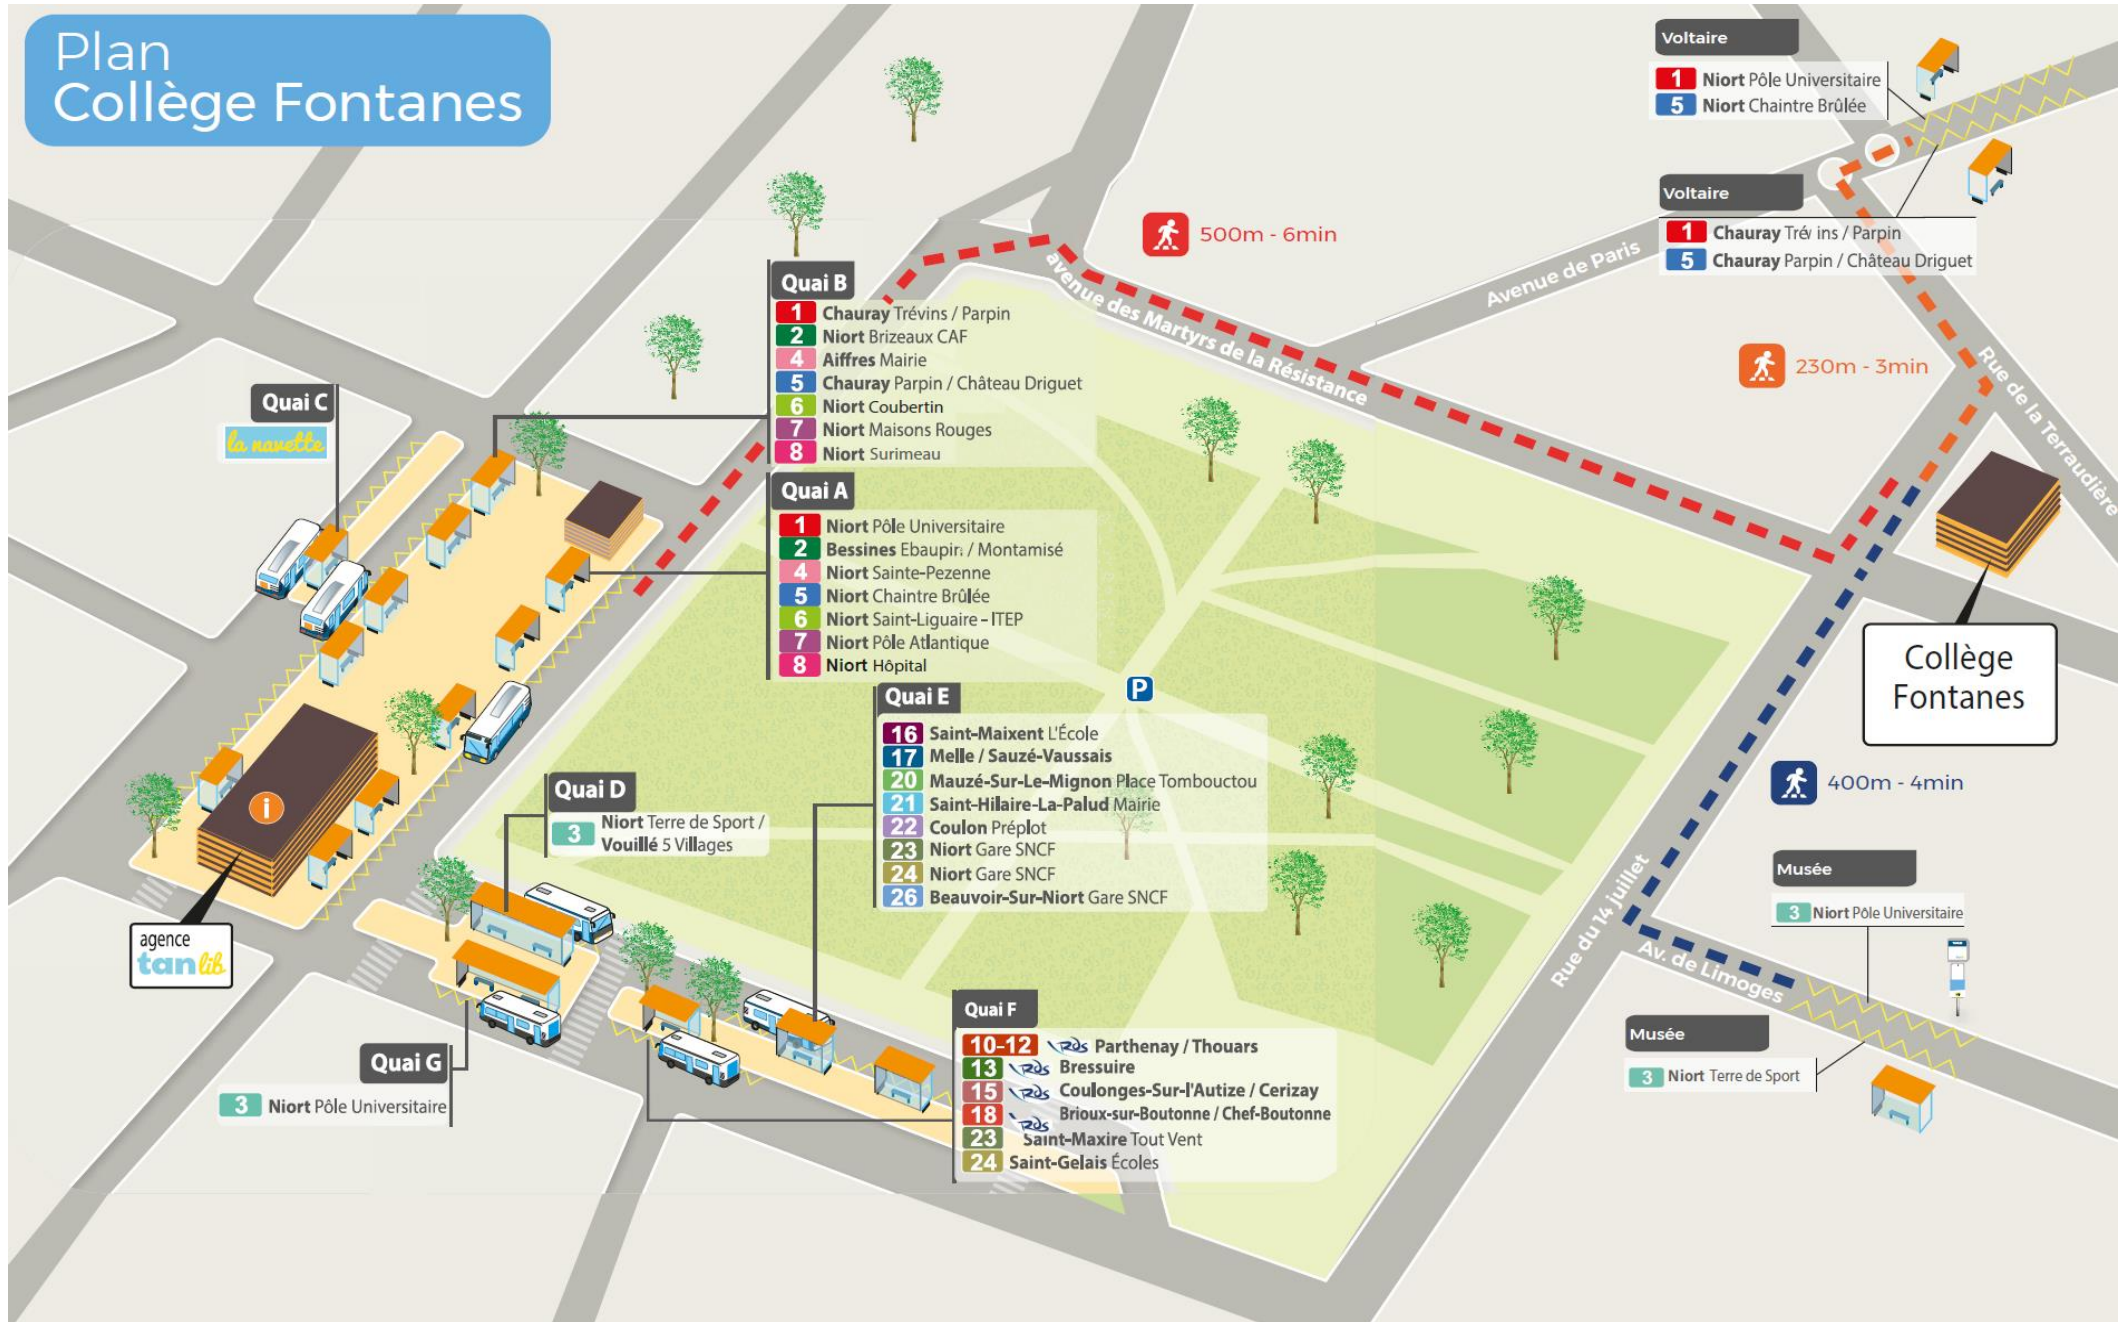 Plan
Collège Fontanes
Voltaire
1 Niort Pôle Universitaire
5 Niort Chaintre Brûlée
Voltaire
1 Chauray Trévins / Parpin
5 Chauray Parpin / Château Driguet
500m - 6min
Avenue de Paris
avenue des Martyrs de la Résistance
230m - 3min
Rue de la Terraudière
Quai B
1 Chauray Trévins / Parpin
2 Niort Brizeaux CAF
4 Aiffres Mairie
5 Chauray Parpin / Château Driguet
6 Niort Coubertin
7 Niort Maisons Rouges
8 Niort Surimeau
Quai C
la navette
Quai A
1 Niort Pôle Universitaire
2 Bessines Ebaupin / Montamisé
4 Niort Sainte-Pezenne
5 Niort Chaintre Brûlée
6 Niort Saint-Liguaire - ITEP
7 Niort Pôle Atlantique
8 Niort Hôpital
Collège
Fontanes
P
Quai E
16 Saint-Maixent L'École
17 Melle / Sauzé-Vaussais
20 Mauzé-Sur-Le-Mignon Place Tombouctou
21 Saint-Hilaire-La-Palud Mairie
22 Coulon Préplot
23 Niort Gare SNCF
24 Niort Gare SNCF
26 Beauvoir-Sur-Niort Gare SNCF
Quai D
3 Niort Terre de Sport /
Vouillé 5 Villages
i
agence
tanlib
400m - 4min
Rue du 14 juillet
Av. de Limoges
Musée
3 Niort Pôle Universitaire
Musée
3 Niort Terre de Sport
Quai G
3 Niort Pôle Universitaire
Quai F
10-12 RDS Parthenay / Thouars
13 RDS Bressuire
15 RDS Coulonges-Sur-l'Autize / Cerizay
18 RDS Brioux-sur-Boutonne / Chef-Boutonne
23 Saint-Maxire Tout Vent
24 Saint-Gelais Écoles